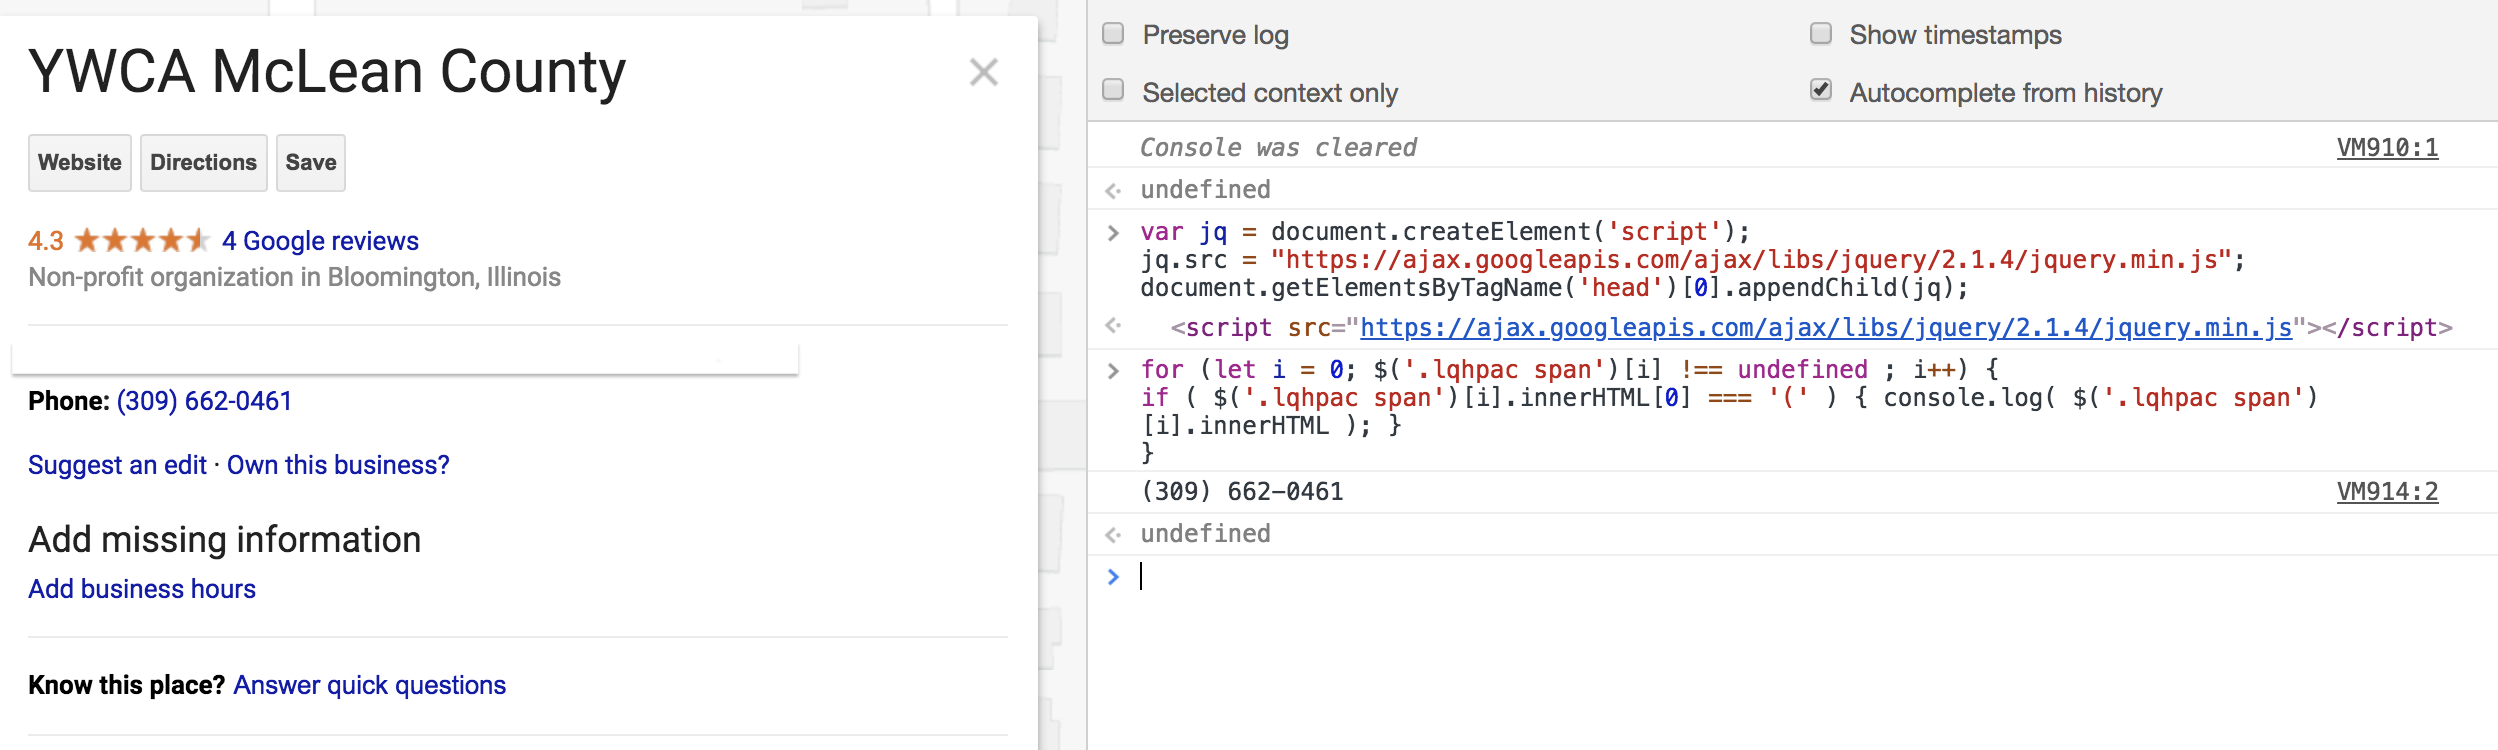 YWCA McLean County
Website Directions Save
4.3 4 Google reviews
Non-profit organization in Bloomington, Illinois
Phone: (309) 662-0461
Suggest an edit · Own this business?
Add missing information
Add business hours
Know this place? Answer quick questions
Preserve log
Show timestamps
Selected context only
Autocomplete from history
Console was cleared VM910:1
undefined
var jq = document.createElement('script');
jq.src = "https://ajax.googleapis.com/ajax/libs/jquery/2.1.4/jquery.min.js";
document.getElementsByTagName('head')[0].appendChild(jq);
<script src="https://ajax.googleapis.com/ajax/libs/jquery/2.1.4/jquery.min.js"></script>
for (let i = 0; $('.lqhpac span')[i] !== undefined ; i++) {
if ( $('.lqhpac span')[i].innerHTML[0] === '(' ) { console.log( $('.lqhpac span')
[i].innerHTML ); }
}
(309) 662-0461 VM914:2
undefined